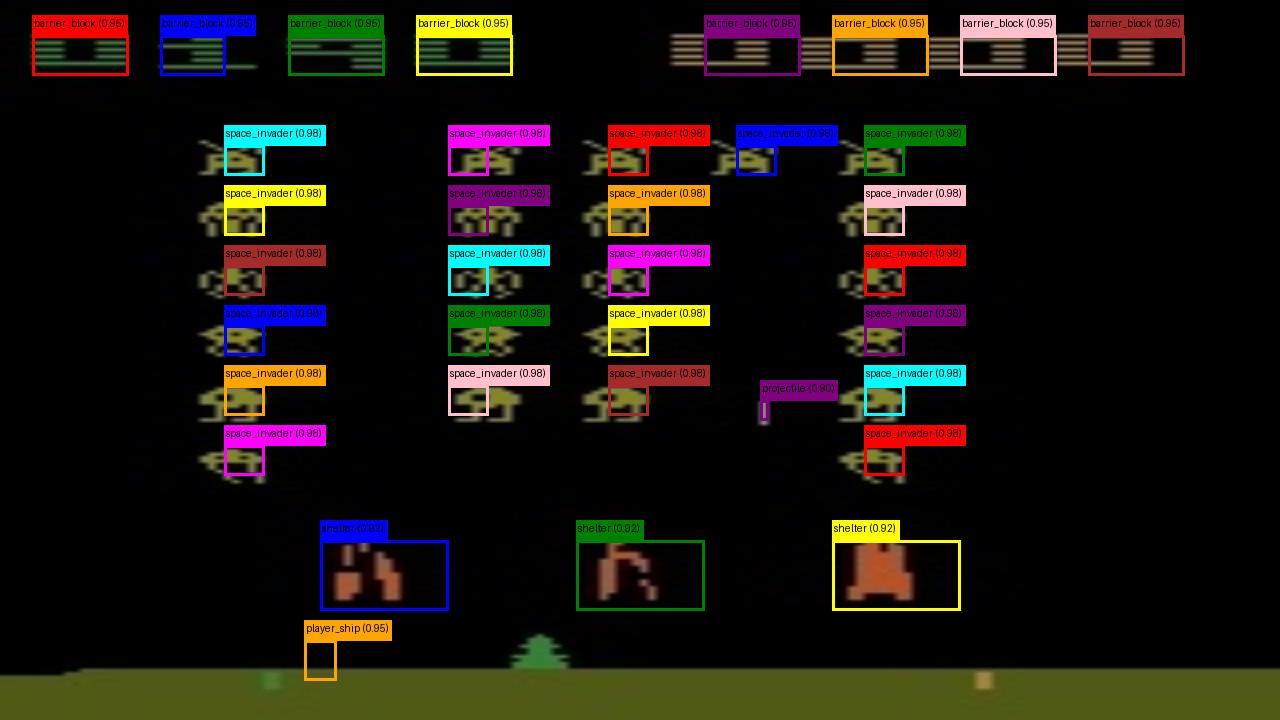 barrier_block (0.95) barrier_block (0.95) barrier_block (0.95) barrier_block (0.95) barrier_block (0.95) barrier_block (0.95) barrier_block (0.95) barrier_block (0.95)
space_invader (0.98) space_invader (0.98) space_invader (0.98) space_invader (0.98) space_invader (0.98)
space_invader (0.98) space_invader (0.98) space_invader (0.98) space_invader (0.98)
space_invader (0.98) space_invader (0.98) space_invader (0.98) space_invader (0.98)
space_invader (0.98) space_invader (0.98) space_invader (0.98) space_invader (0.98)
space_invader (0.98) space_invader (0.98) space_invader (0.98) space_invader (0.98)
projectile (0.90)
space_invader (0.98) space_invader (0.98)
shelter (0.92) shelter (0.92) shelter (0.92)
player_ship (0.95)